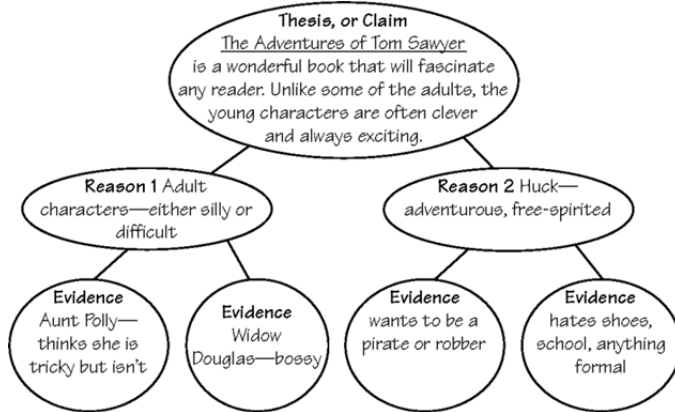 Thesis, or Claim
The Adventures of Tom Sawyer
is a wonderful book that will fascinate
any reader. Unlike some of the adults, the
young characters are often clever
and always exciting.
Reason 1 Adult
characters—either silly or
difficult
Reason 2 Huck—
adventurous, free-spirited
Evidence
Aunt Polly—
thinks she is
tricky but isn't
Evidence
Widow
Douglas—bossy
Evidence
wants to be a
pirate or robber
Evidence
hates shoes,
school, anything
formal